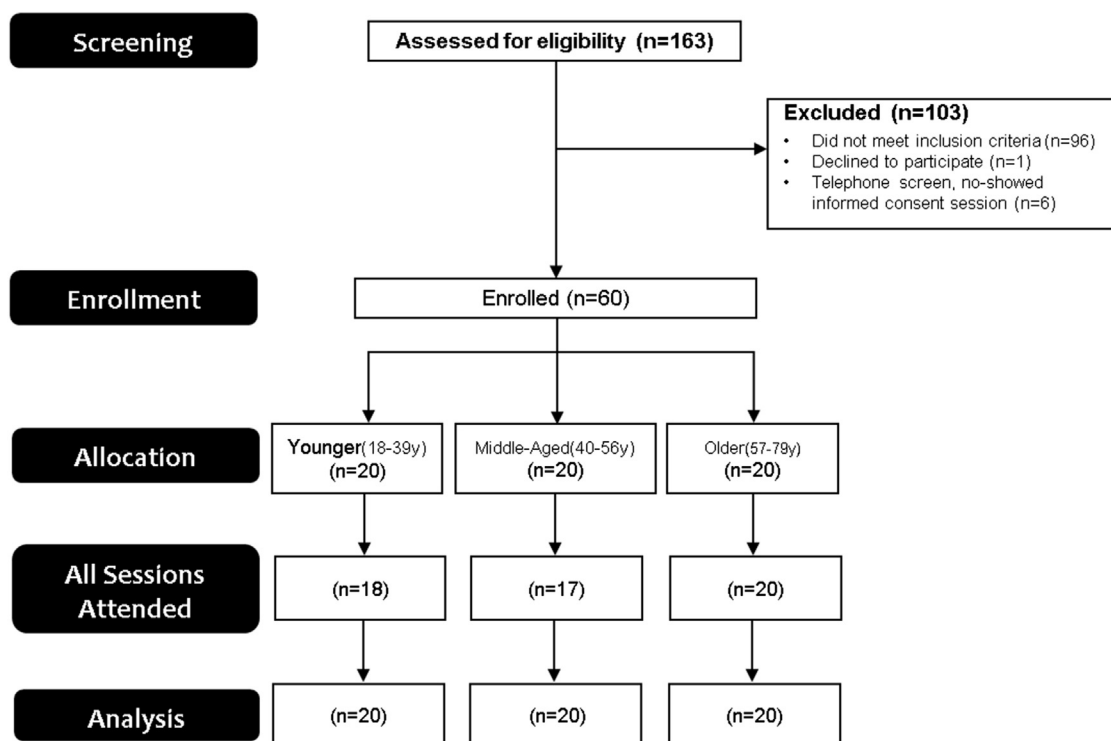 Screening
Assessed for eligibility (n=163)
Excluded (n=103)
• Did not meet inclusion criteria (n=96)
• Declined to participate (n=1)
• Telephone screen, no-showed
informed consent session (n=6)
Enrollment
Enrolled (n=60)
Allocation
Younger(18-39y)
(n=20)
Middle-Aged(40-56y)
(n=20)
Older(57-79y)
(n=20)
All Sessions
Attended
(n=18)
(n=17)
(n=20)
Analysis
(n=20)
(n=20)
(n=20)